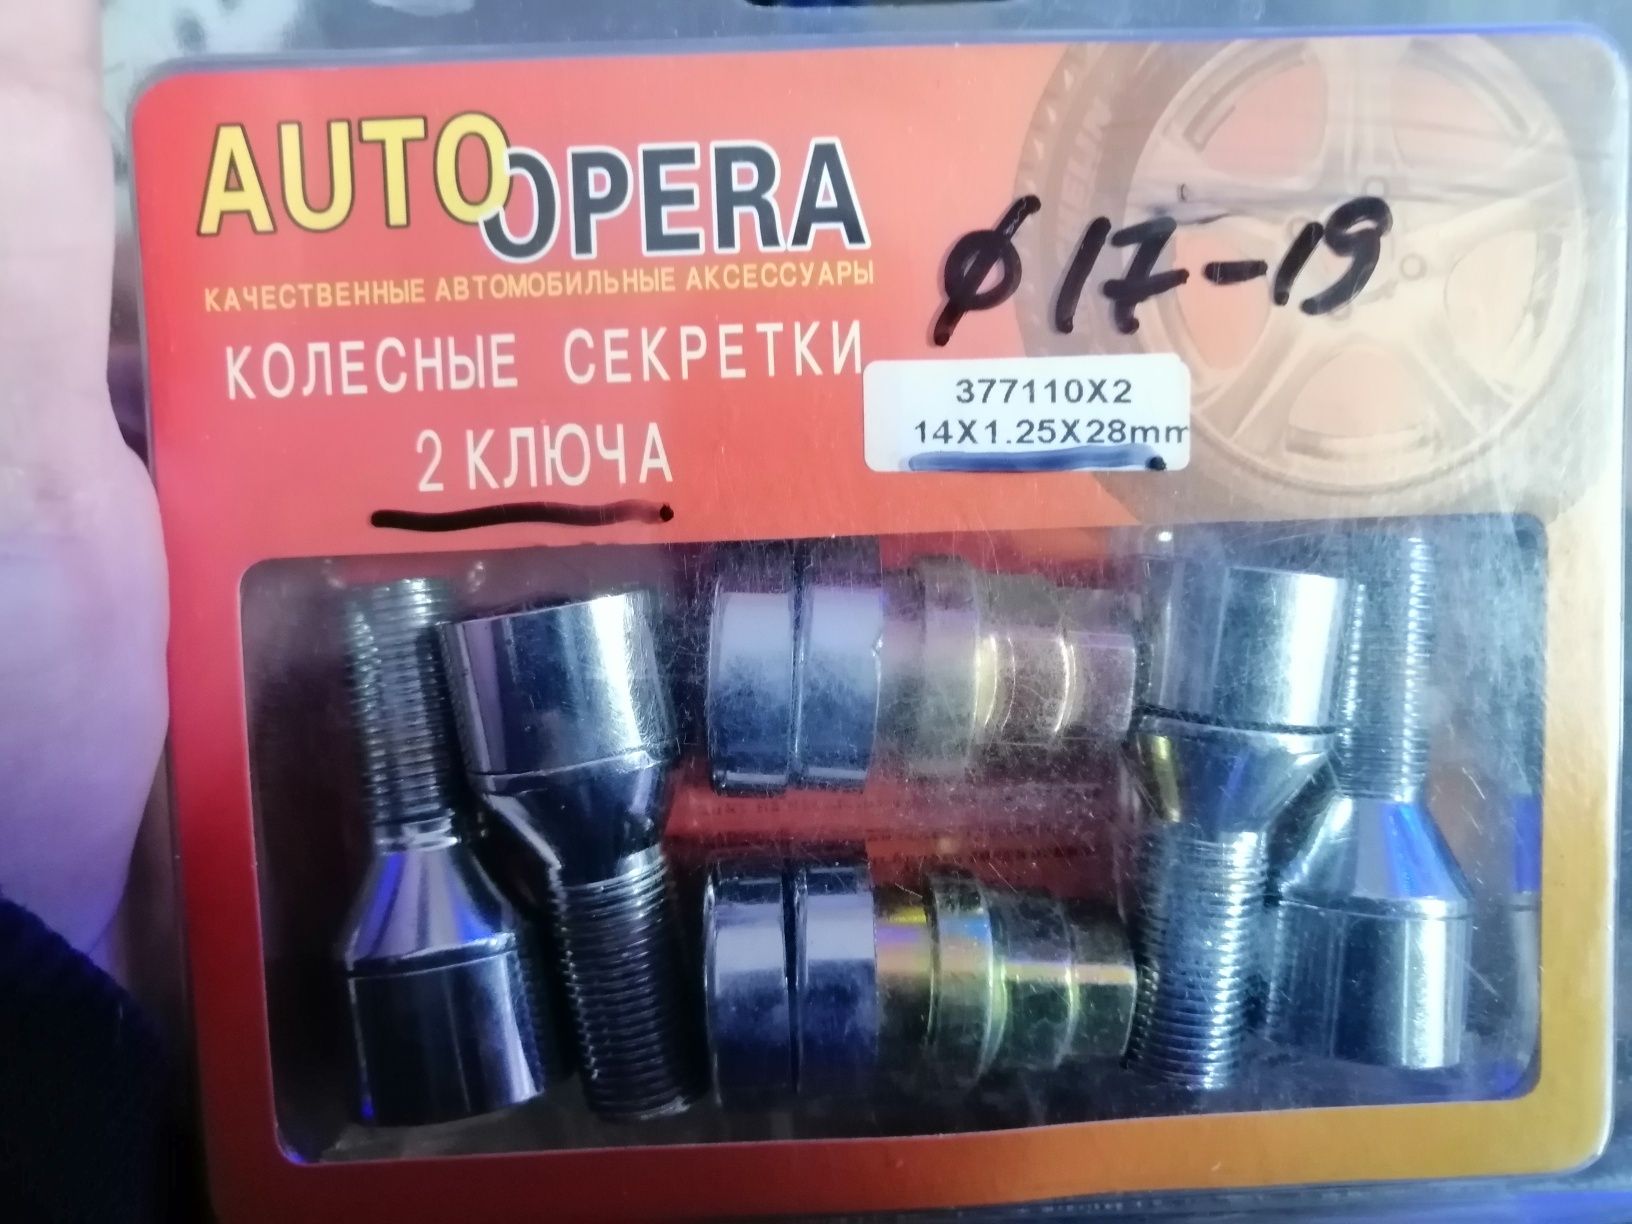 AUTO OPERA
КАЧЕСТВЕННЫЕ АВТОМОБИЛЬНЫЕ АКСЕССУАРЫ
КОЛЕСНЫЕ СЕКРЕТКИ
2 КЛЮЧА
ф 17-19
377110X2
14X1.25X28mm